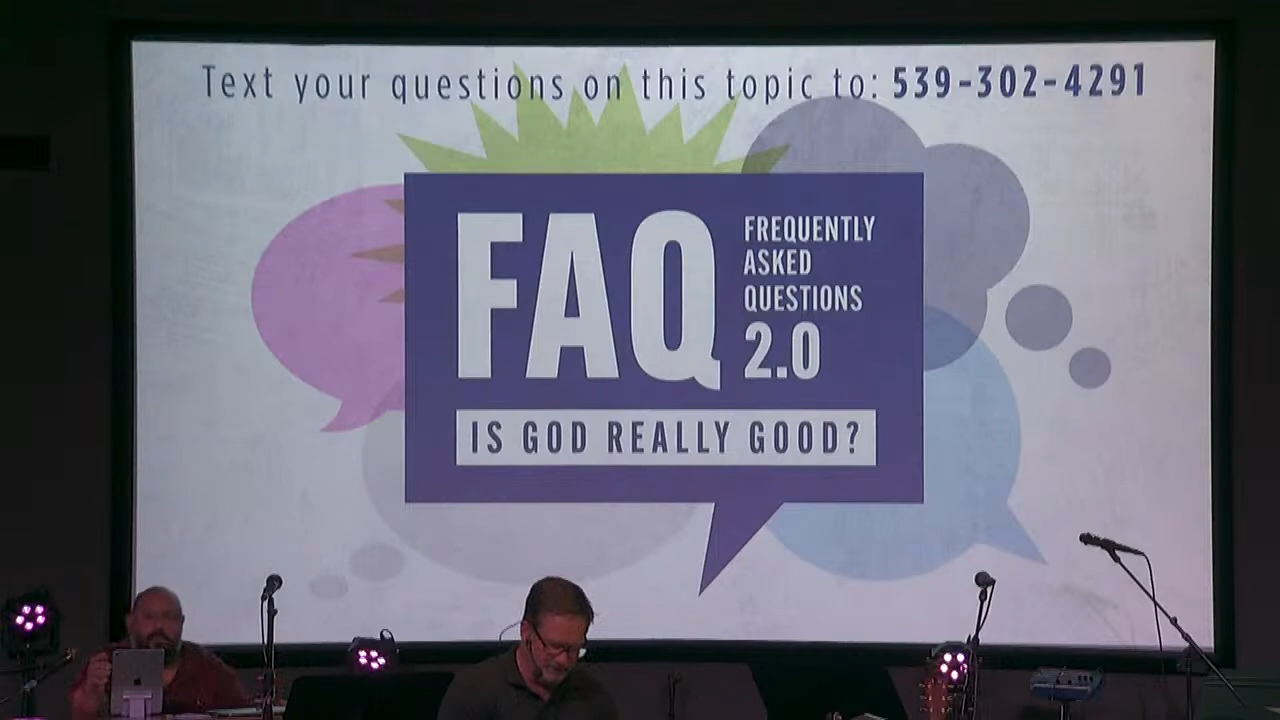 Text your questions on this topic to: 539-302-4291
FAQ
FREQUENTLY
ASKED
QUESTIONS
2.0
IS GOD REALLY GOOD?